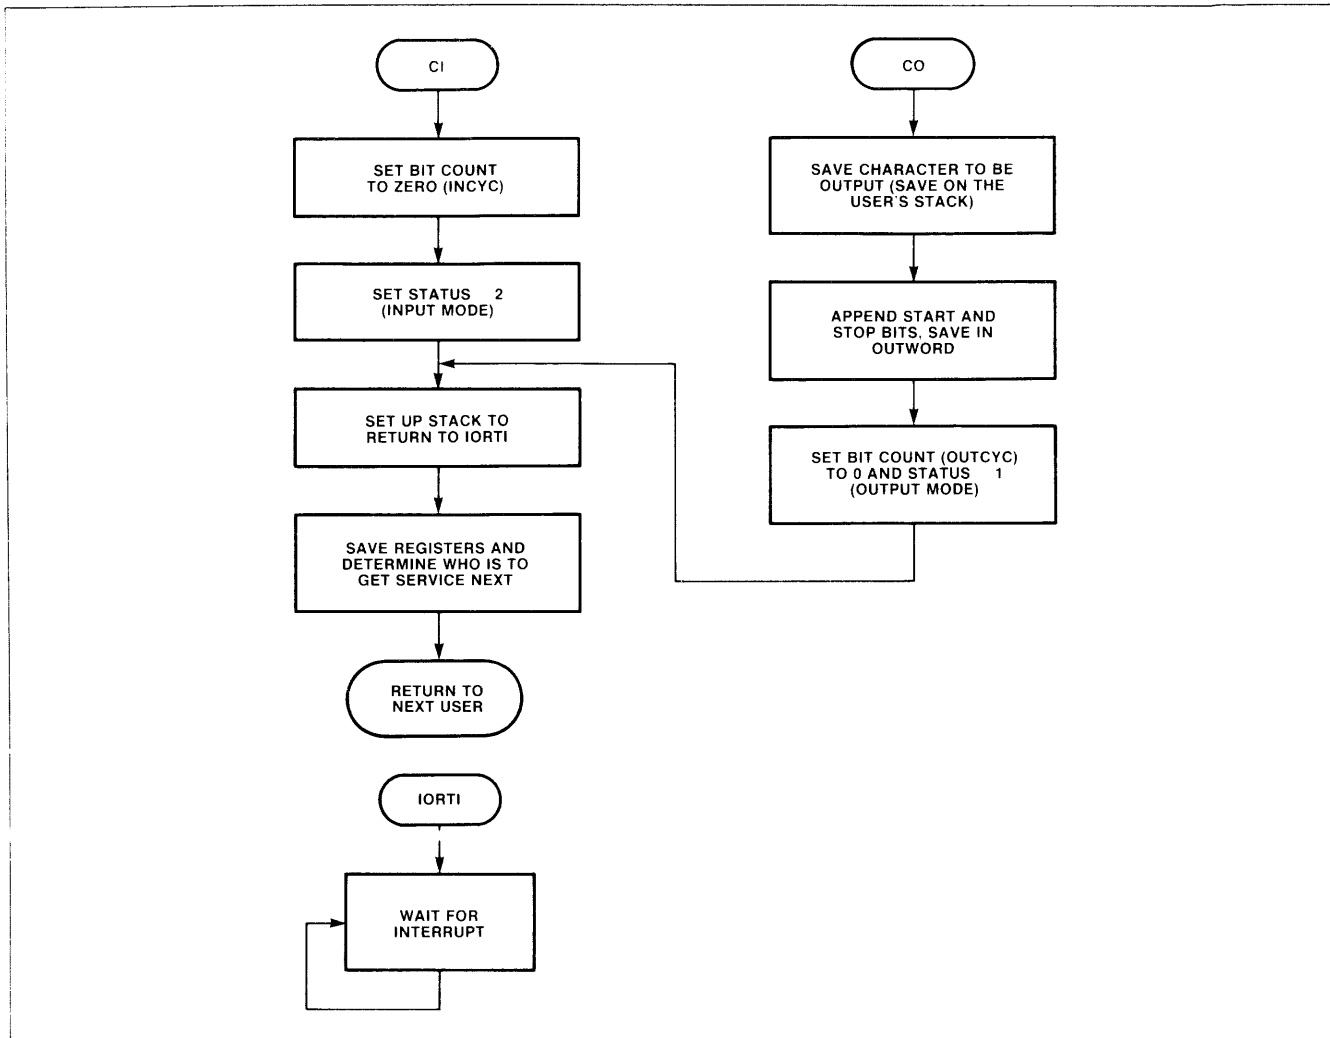 CI
SET BIT COUNT
TO ZERO (INCYC)
SET STATUS 2
(INPUT MODE)
SET UP STACK TO
RETURN TO IORTI
SAVE REGISTERS AND
DETERMINE WHO IS TO
GET SERVICE NEXT
RETURN TO
NEXT USER
IORTI
WAIT FOR
INTERRUPT
CO
SAVE CHARACTER TO BE
OUTPUT (SAVE ON THE
USER'S STACK)
APPEND START AND
STOP BITS, SAVE IN
OUTWORD
SET BIT COUNT (OUTCYC)
TO 0 AND STATUS 1
(OUTPUT MODE)